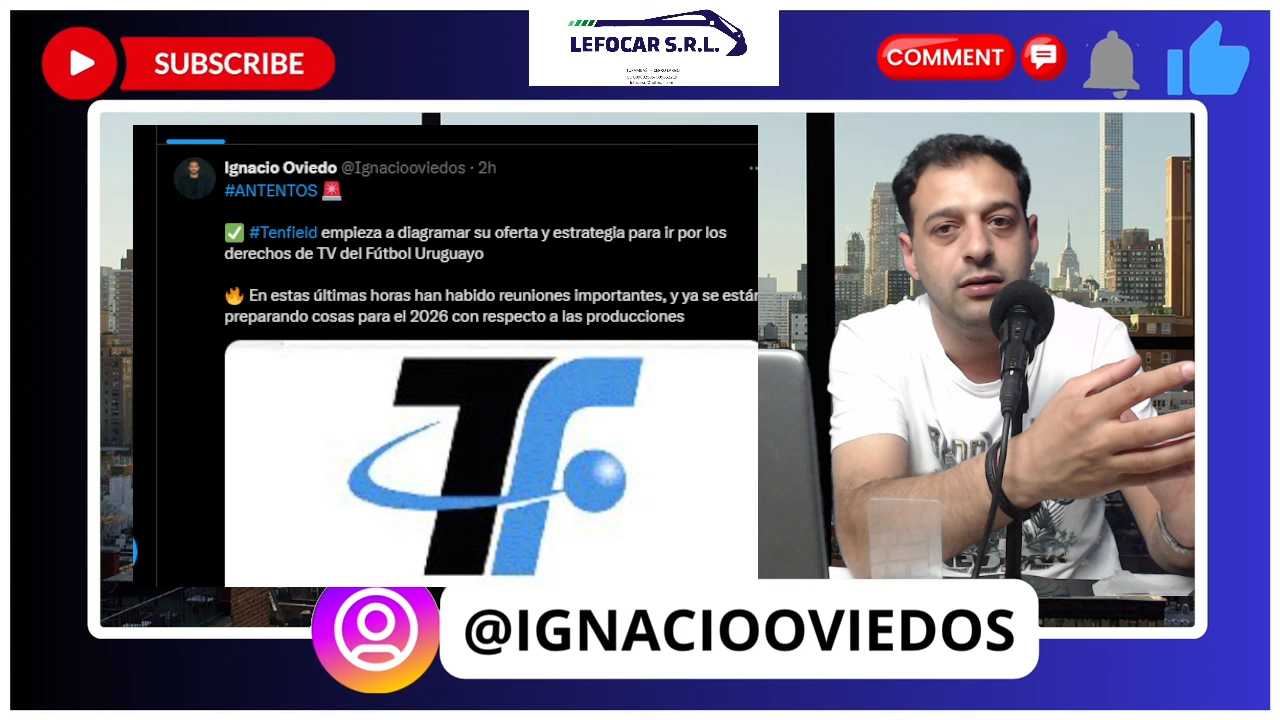 SUBSCRIBE
LEFOCAR S.R.L.
COMMENT
Ignacio Oviedo @Ignaciooviedos · 2h
#ANTENTOS 🚨
✅ #Tenfield empieza a diagramar su oferta y estrategia para ir por los
derechos de TV del Fútbol Uruguayo
🔥 En estas últimas horas han habido reuniones importantes, y ya se están
preparando cosas para el 2026 con respecto a las producciones
Tf
@IGNACIOOVIEDOS